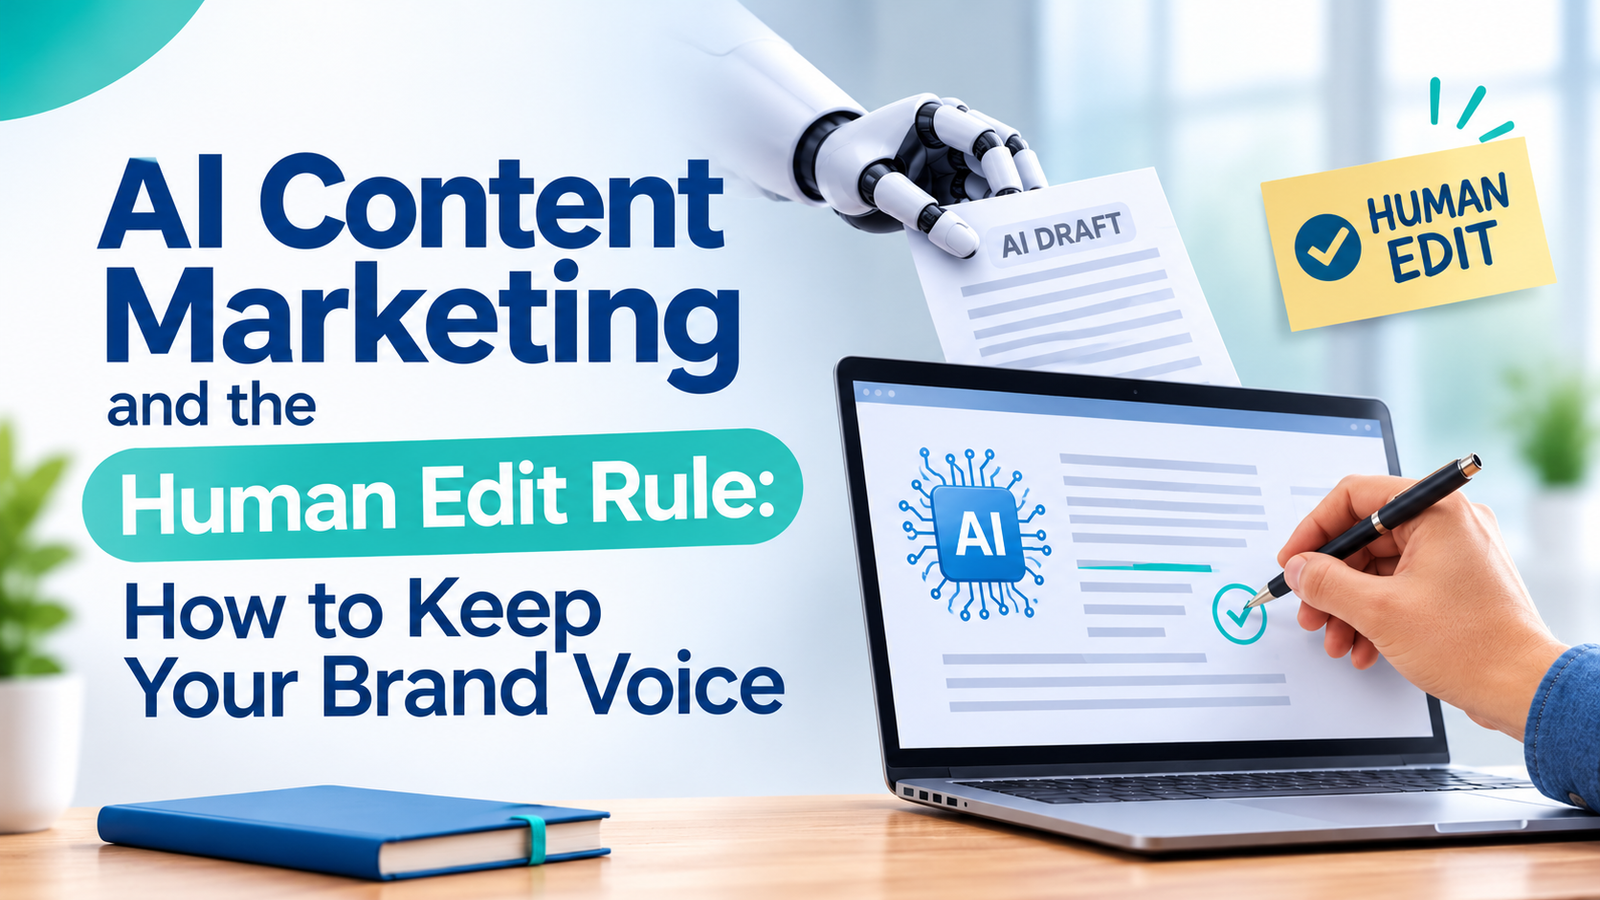 AI Content
Marketing
and the
Human Edit Rule:
How to Keep
Your Brand Voice
AI DRAFT
HUMAN
EDIT
AI